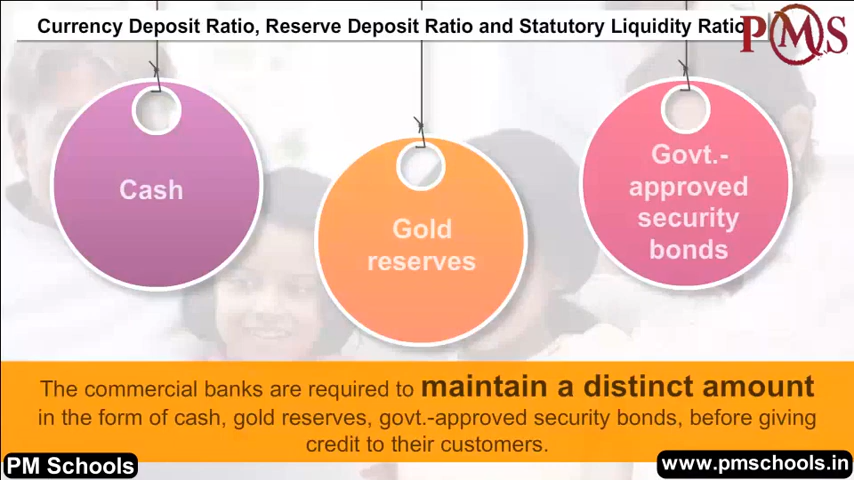 Currency Deposit Ratio, Reserve Deposit Ratio and Statutory Liquidity Ratio
PMS
Cash
Gold
reserves
Govt.-
approved
security
bonds
The commercial banks are required to maintain a distinct amount
in the form of cash, gold reserves, govt.-approved security bonds, before giving
credit to their customers.
PM Schools
www.pmschools.in